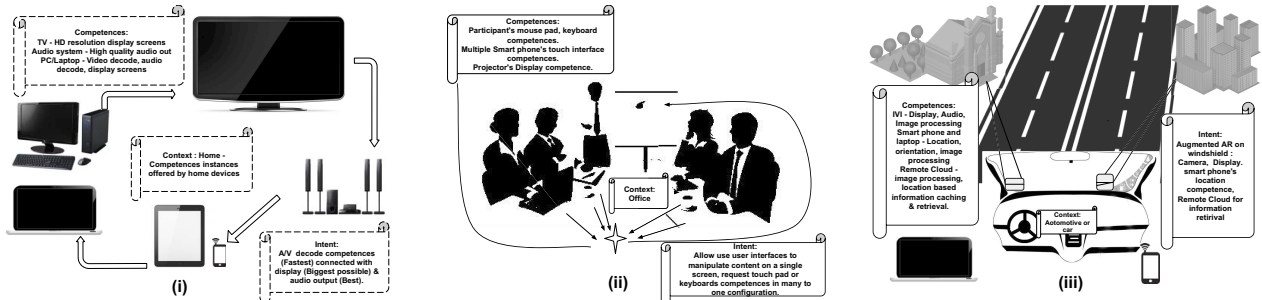 Competences:
TV - HD resolution display screens
Audio system - High quality audio out
PC/Laptop - Video decode, audio
decode, display screens
Context : Home -
Competences instances
offered by home devices
Intent:
A/V decode competences
(Fastest) connected with
display (Biggest possible) &
audio output (Best).
(i)
Competences:
Participant's mouse pad, keyboard
competences.
Multiple Smart phone's touch interface
competences.
Projector's Display competence.
Context:
Office
Intent:
Allow use user interfaces to
manipulate content on a single
screen, request touch pad or
keyboards competences in many to
one configuration.
(ii)
Competences:
IVI - Display, Audio,
Image processing
Smart phone and
laptop - Location,
orientation, image
processing
Remote Cloud -
image processing,
location based
information caching
& retrieval.
Intent:
Augmented AR on
windshield :
Camera, Display.
smart phone's
location
competence,
Remote Cloud for
information
retirival
Context:
Aotomotive or
car
(iii)